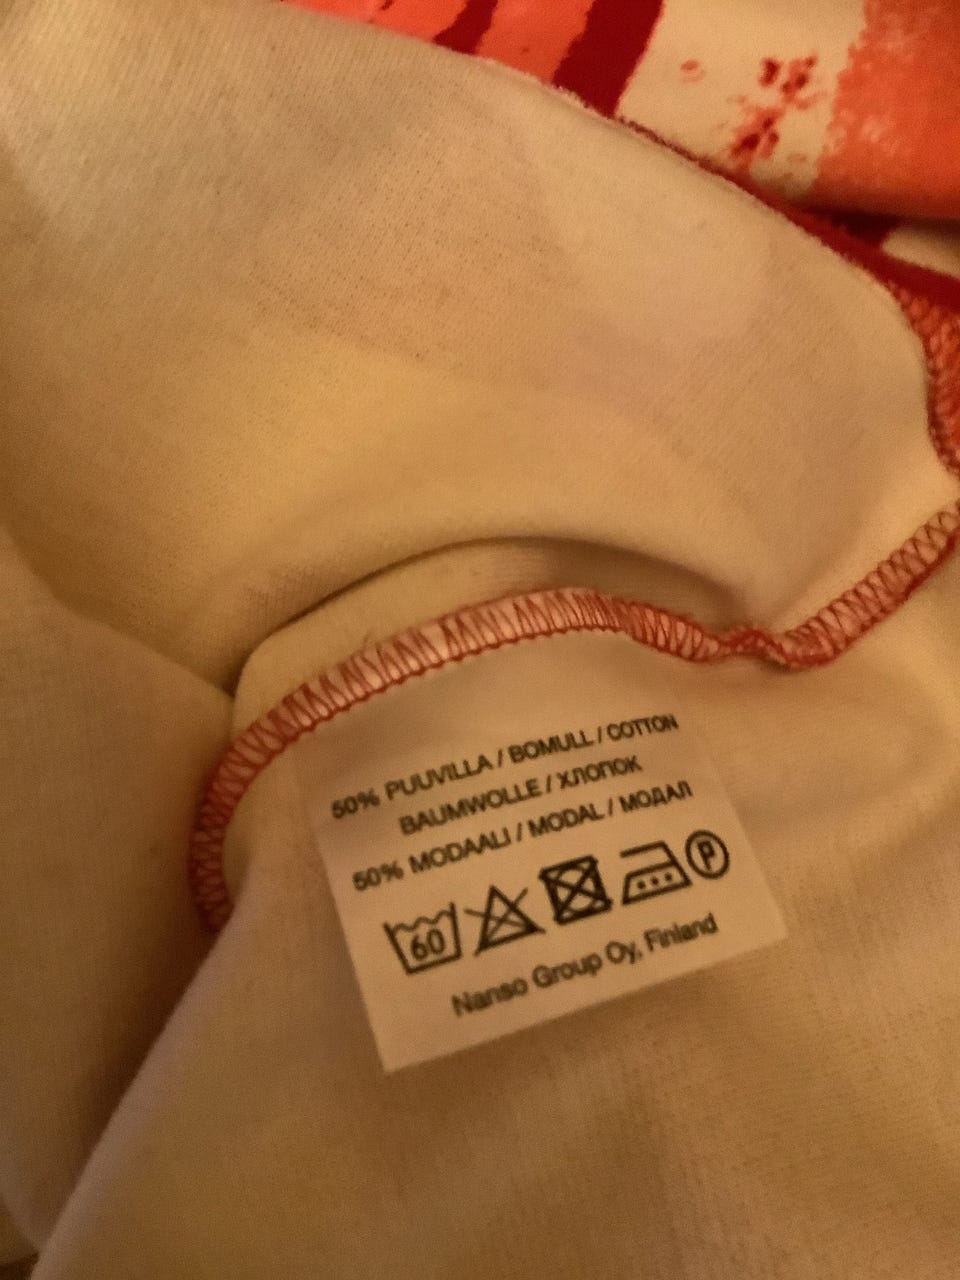 50% PUUVILLA / BOMULL / COTTON
BAUMWOLLE / ХЛОПОК
50% MODAALI / MODAL / МОДАЛ
60 P
Nanso Group Oy, Finland